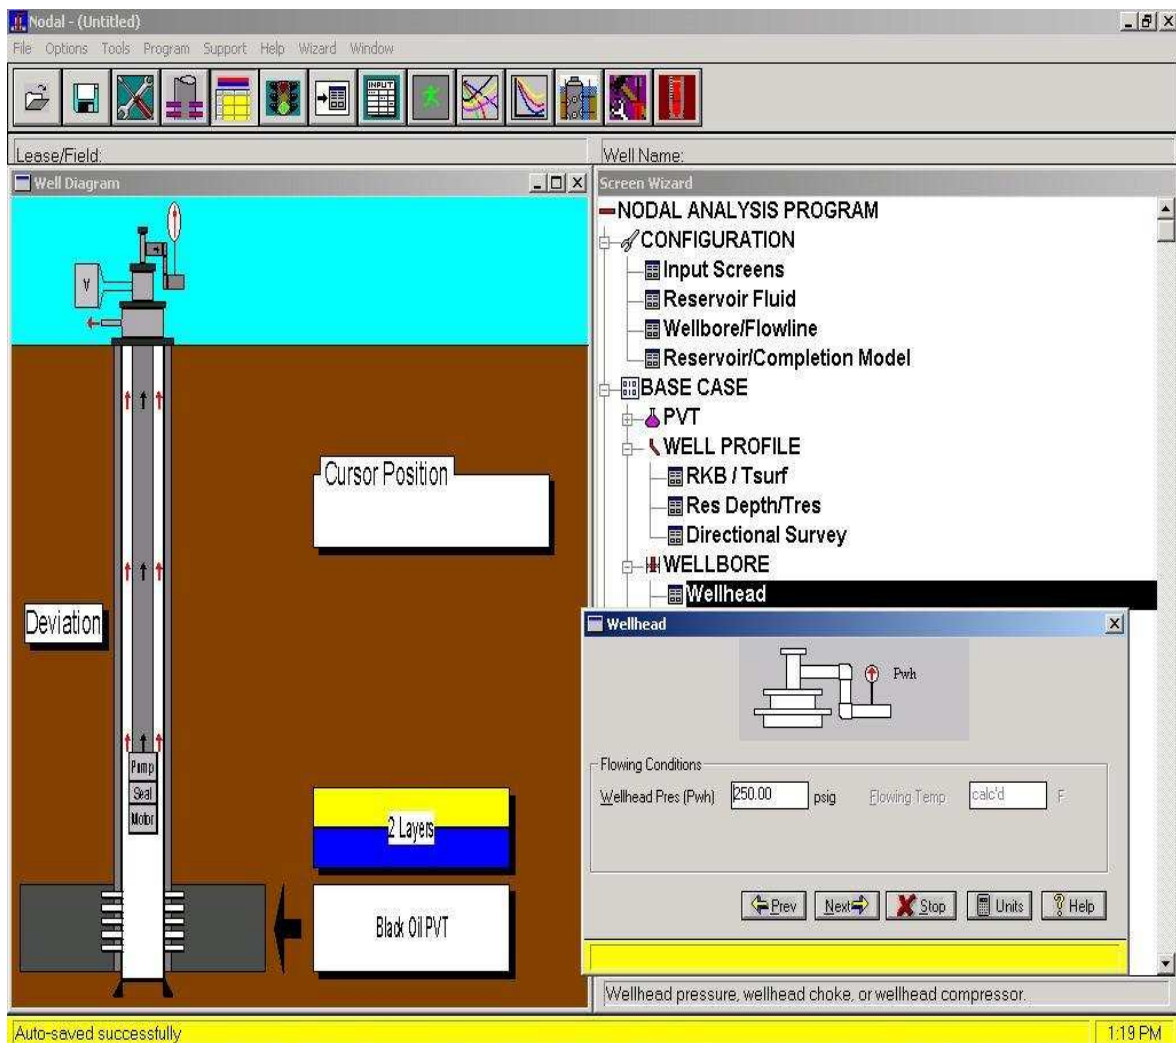 Nodal - (Untitled)
File Options Tools Program Support Help Wizard Window
INPUT
Lease/Field:
Well Name:
Well Diagram
V
Cursor Position
Deviation
Pump
Seal
Motor
2 Layers
Black Oil PVT
Screen Wizard
NODAL ANALYSIS PROGRAM
CONFIGURATION
Input Screens
Reservoir Fluid
Wellbore/Flowline
Reservoir/Completion Model
BASE CASE
PVT
WELL PROFILE
RKB / Tsurf
Res Depth/Tres
Directional Survey
WELLBORE
Wellhead
Wellhead
Pwh
Flowing Conditions
Wellhead Pres (Pwh) 250.00 psig Flowing Temp calc'd F
Prev Next Stop Units Help
Wellhead pressure, wellhead choke, or wellhead compressor.
Auto-saved successfully
1:19 PM